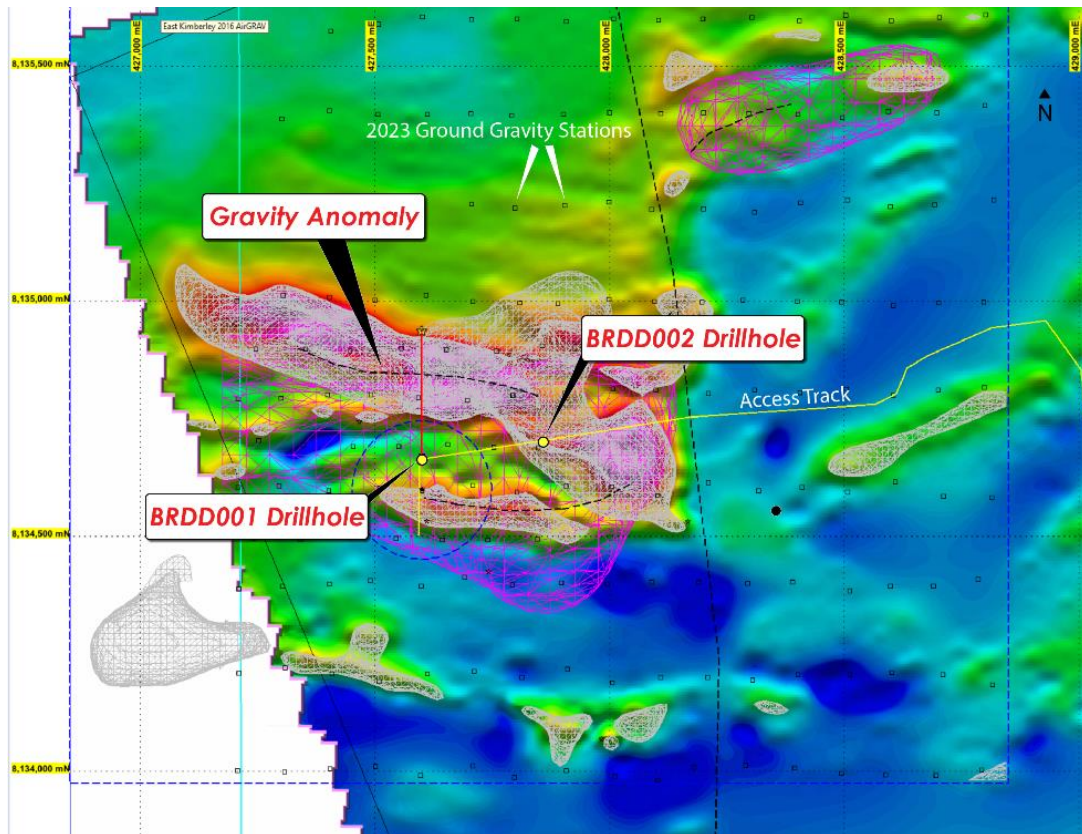 East Kimberley 2016 AirGRAV
427,000 mE
427,500 mE
428,000 mE
428,500 mE
429,000 mE
8,135,500 mN
N
2023 Ground Gravity Stations
Gravity Anomaly
8,135,000 mN
BRDD002 Drillhole
Access Track
BRDD001 Drillhole
8,134,500 mN
8,134,000 mN